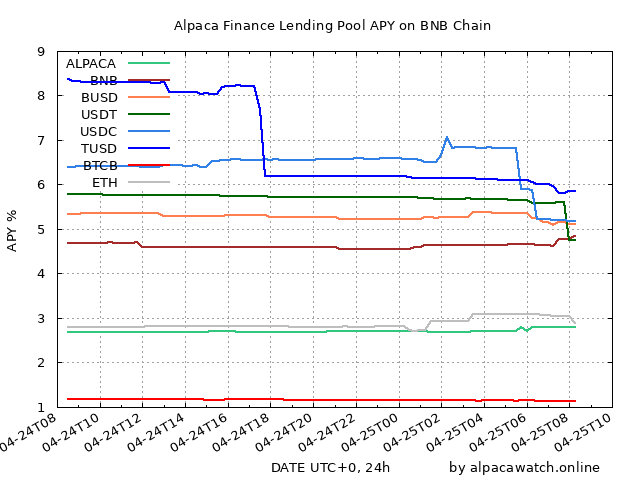 Alpaca Finance Lending Pool APY on BNB Chain
9
8
7
6
5
4
3
2
1
APY %
ALPACA
BNB
BUSD
USDT
USDC
TUSD
BTCB
ETH
04-24T08
04-24T10
04-24T12
04-24T14
04-24T16
04-24T18
04-24T20
04-24T22
04-25T00
04-25T02
04-25T04
04-25T06
04-25T08
04-25T10
DATE UTC+0, 24h
by alpacawatch.online